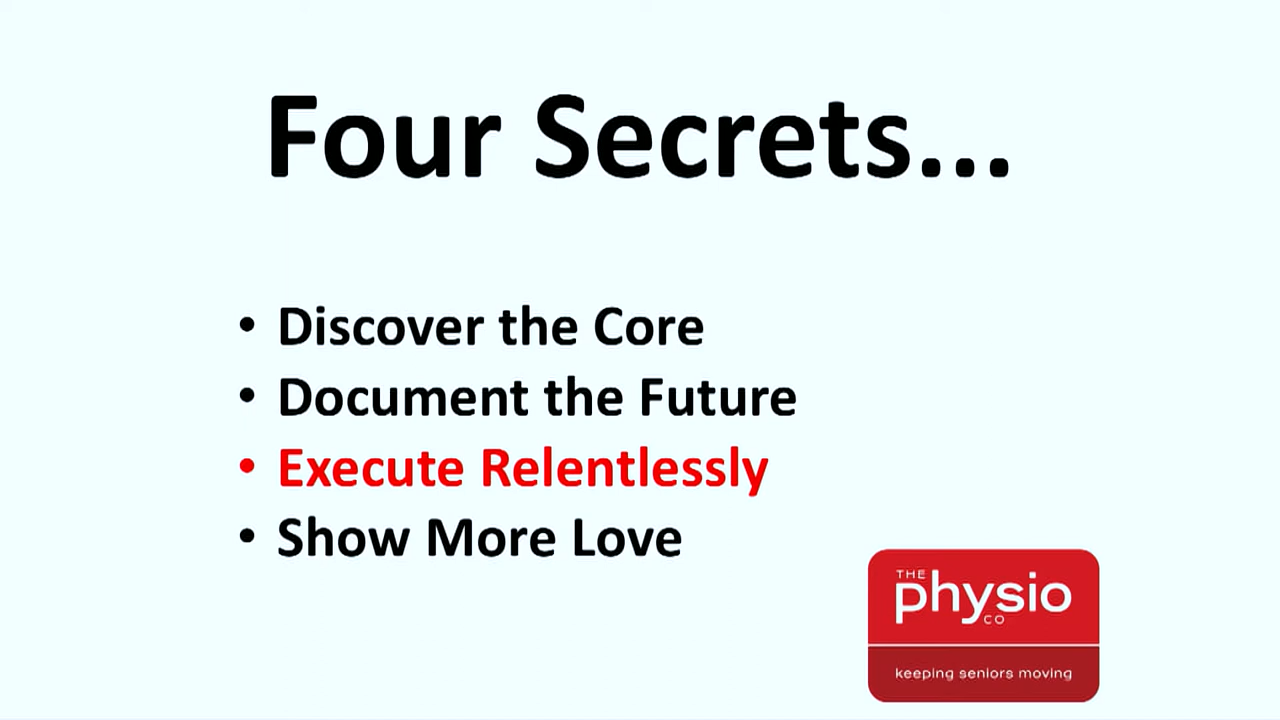 Four Secrets...
• Discover the Core
• Document the Future
• Execute Relentlessly
• Show More Love
THE
physio
CO
keeping seniors moving